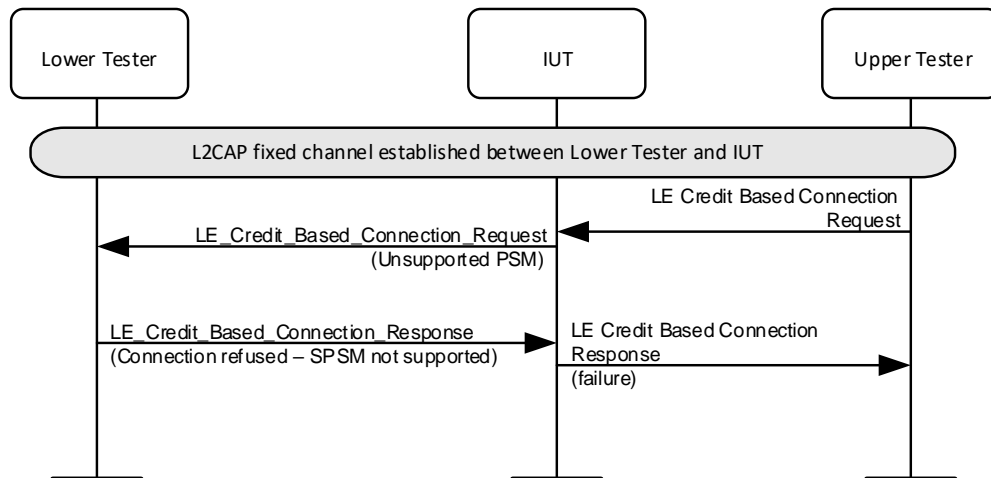 Lower Tester
IUT
Upper Tester
L2CAP fixed channel established between Lower Tester and IUT
LE Credit Based Connection
Request
LE_Credit_Based_Connection_Request
(Unsupported PSM)
LE_Credit_Based_Connection_Response
(Connection refused – SPSM not supported)
LE Credit Based Connection
Response
(failure)